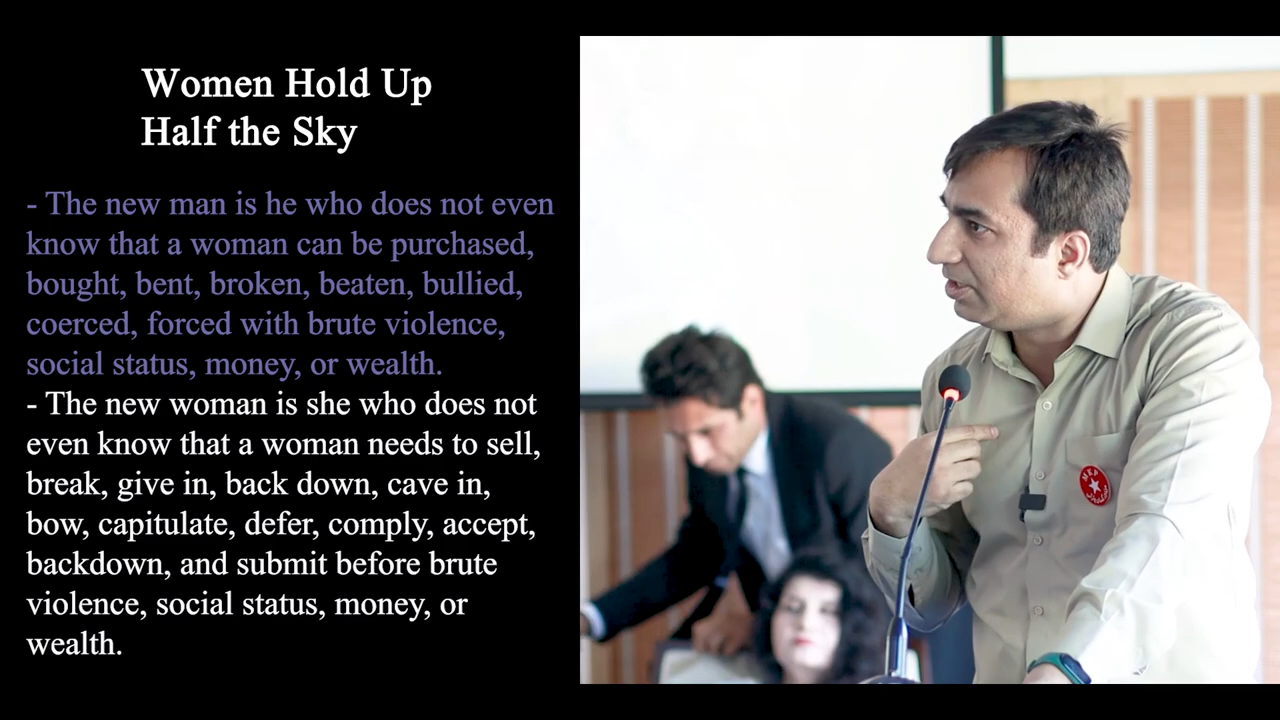 Women Hold Up
Half the Sky
- The new man is he who does not even
know that a woman can be purchased,
bought, bent, broken, beaten, bullied,
coerced, forced with brute violence,
social status, money, or wealth.
- The new woman is she who does not
even know that a woman needs to sell,
break, give in, back down, cave in,
bow, capitulate, defer, comply, accept,
backdown, and submit before brute
violence, social status, money, or
wealth.